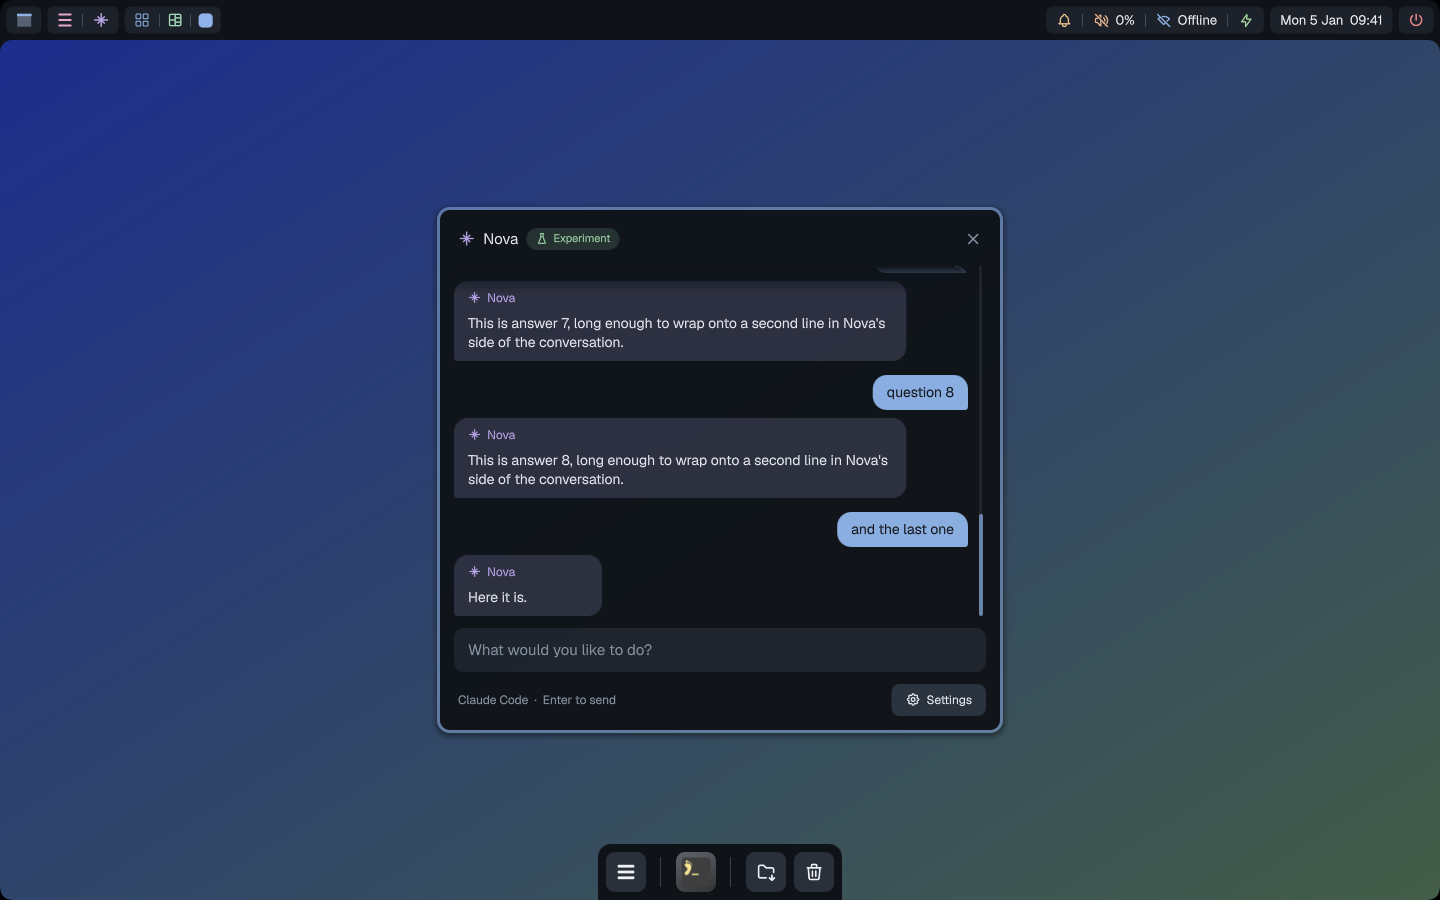 0%
Offline
Mon 5 Jan 09:41
Nova
Experiment
Nova
This is answer 7, long enough to wrap onto a second line in Nova's
side of the conversation.
question 8
Nova
This is answer 8, long enough to wrap onto a second line in Nova's
side of the conversation.
and the last one
Nova
Here it is.
What would you like to do?
Claude Code · Enter to send
Settings